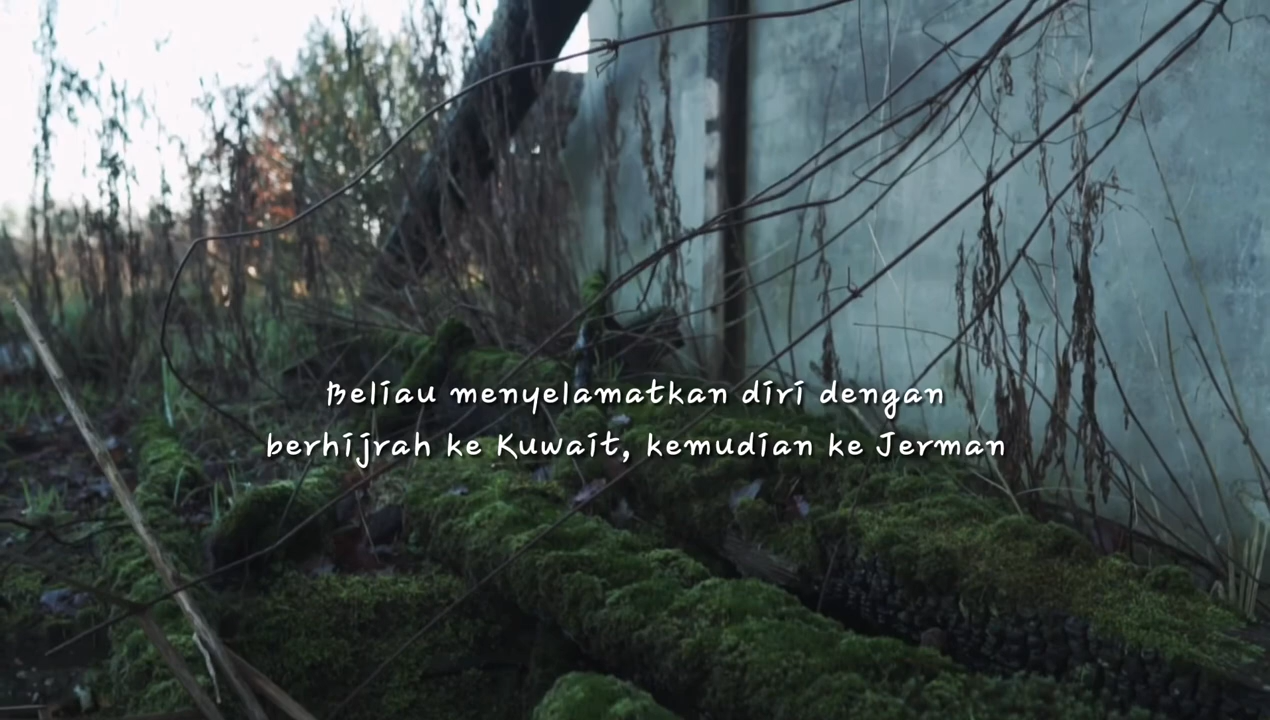 Beliau menyelamatkan diri dengan
berhijrah ke Kuwait, kemudian ke Jerman